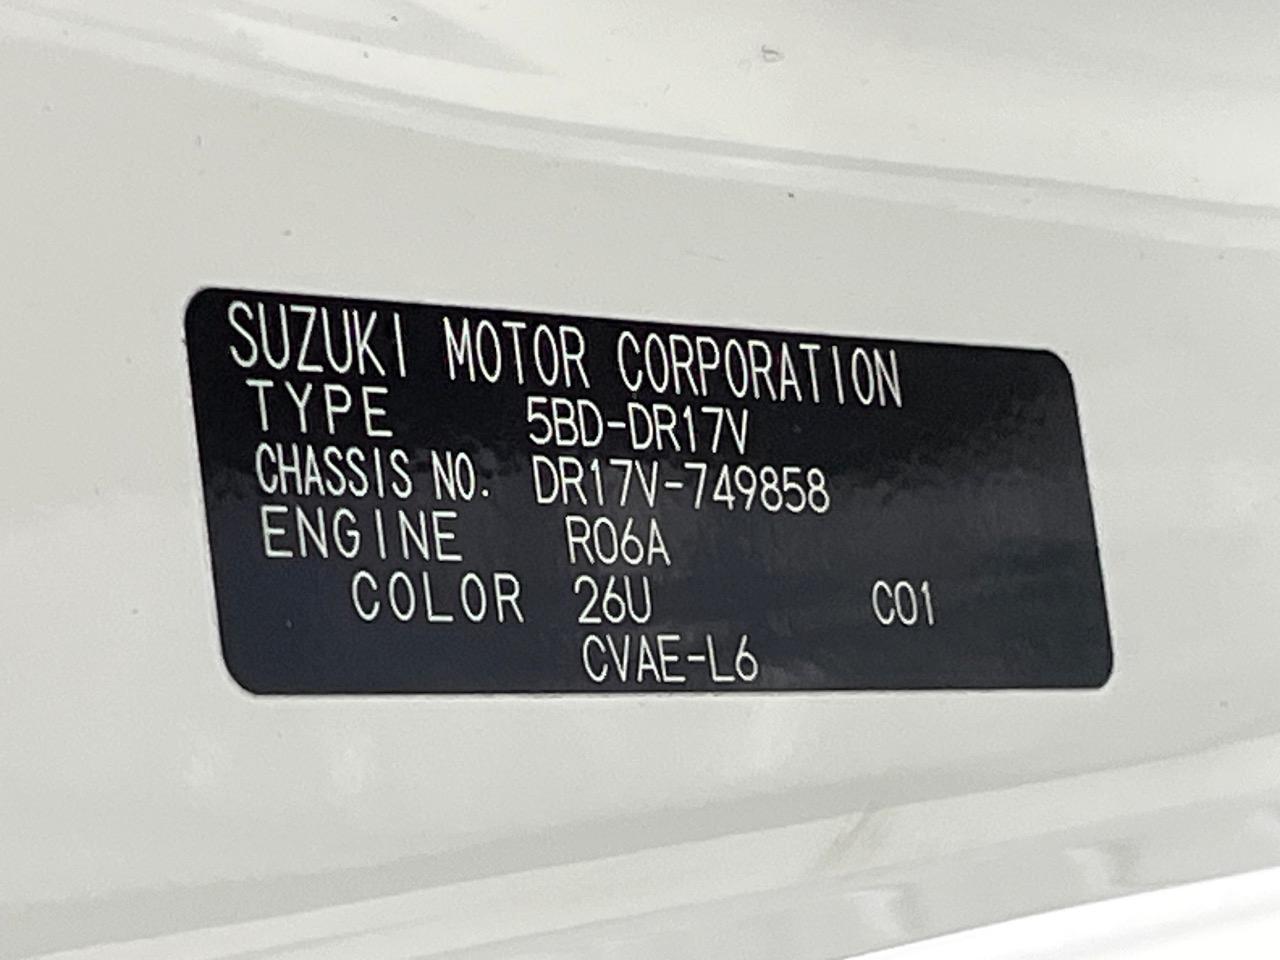 SUZUKI MOTOR CORPORATION
TYPE 5BD-DR17V
CHASSIS NO. DR17V-749858
ENGINE R06A
COLOR 26U C01
CVAE-L6